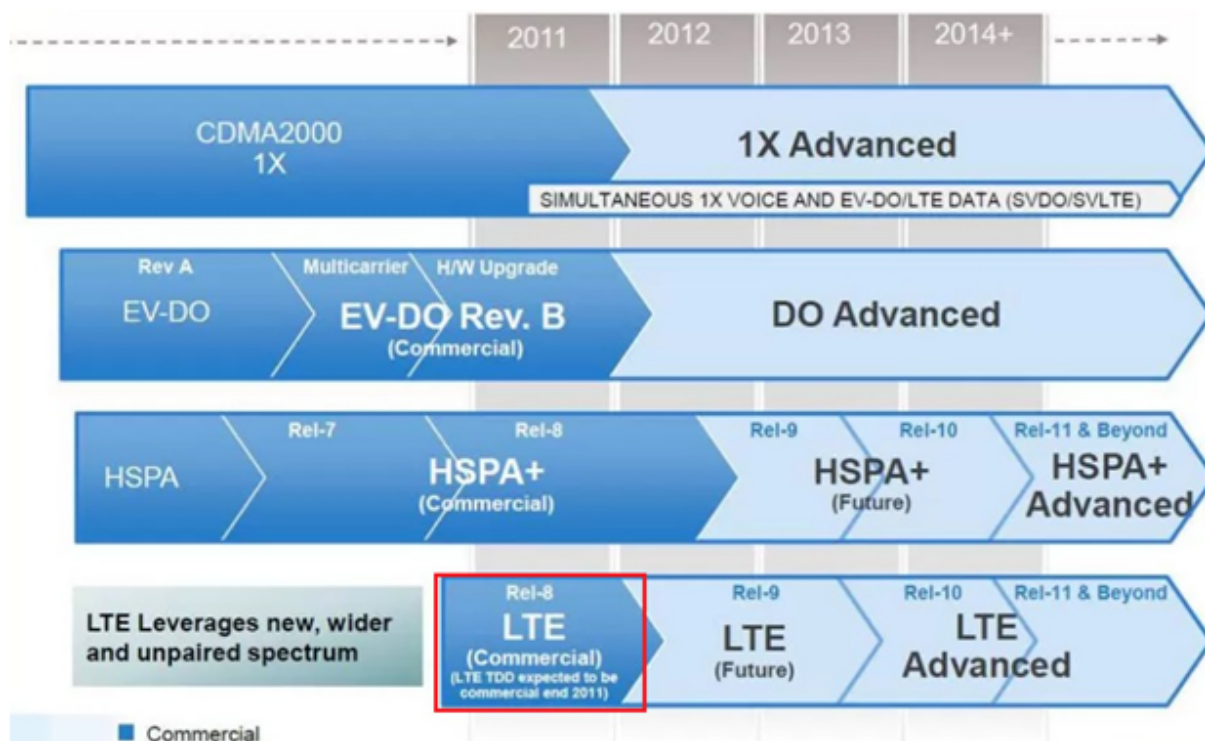 2011 2012 2013 2014+
CDMA2000
1X
1X Advanced
SIMULTANEOUS 1X VOICE AND EV-DO/LTE DATA (SVDO/SVLTE)
Rev A Multicarrier H/W Upgrade
EV-DO EV-DO Rev. B DO Advanced
(Commercial)
Rel-7 Rel-8 Rel-9 Rel-10 Rel-11 & Beyond
HSPA HSPA+ HSPA+ HSPA+
(Commercial) (Future) Advanced
LTE Leverages new, wider
and unpaired spectrum
Rel-8 Rel-9 Rel-10 Rel-11 & Beyond
LTE LTE LTE
(Commercial) (Future) Advanced
(LTE TDD expected to be
commercial end 2011)
Commercial